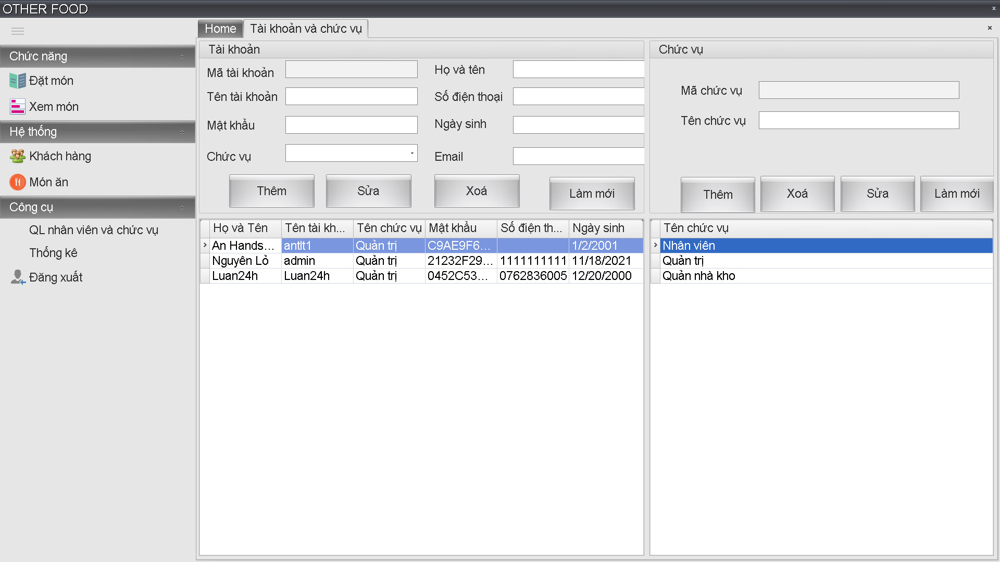 OTHER FOOD
Home
Tài khoản và chức vụ
Chức năng
Đặt món
Xem món
Hệ thống
Khách hàng
Món ăn
Công cụ
QL nhân viên và chức vụ
Thống kê
Đăng xuất
Tài khoản
Mã tài khoản
Họ và tên
Tên tài khoản
Số điện thoại
Mật khẩu
Ngày sinh
Chức vụ
Email
Thêm
Sửa
Xoá
Làm mới
Họ và Tên Tên tài kh... Tên chức vụ Mật khẩu Số điện th... Ngày sinh
An Hands... antlt1 Quản trị C9AE9F6... 1/2/2001
Nguyên Lỏ admin Quản trị 21232F29... 1111111111 11/18/2021
Luan24h Luan24h Quản trị 0452C53... 0762836005 12/20/2000
Chức vụ
Mã chức vụ
Tên chức vụ
Thêm
Xoá
Sửa
Làm mới
Tên chức vụ
Nhân viên
Quản trị
Quản nhà kho